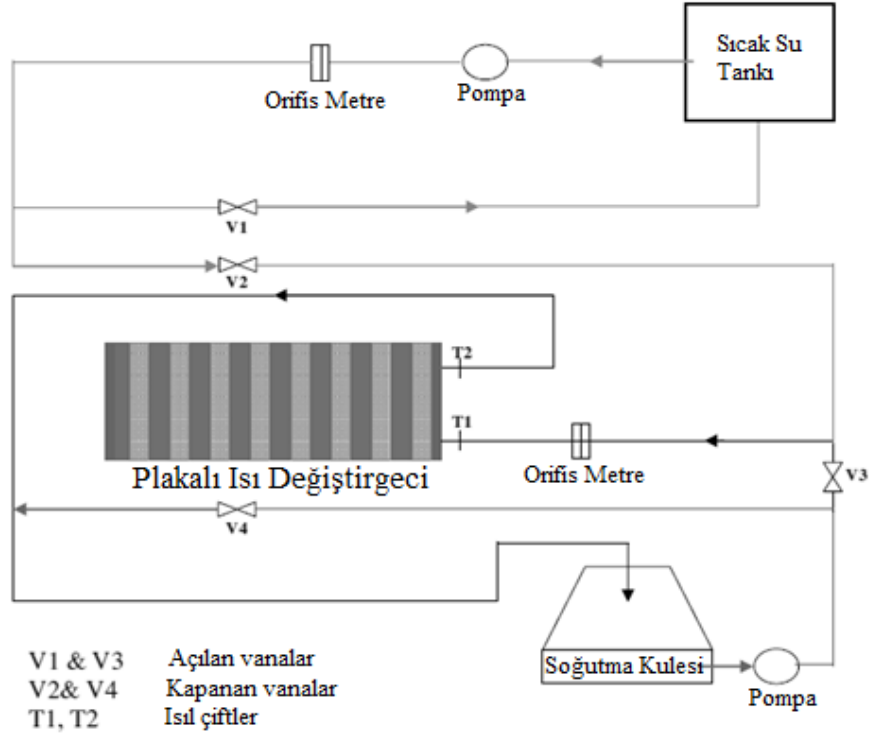 Sıcak Su
Tankı
Orifis Metre
Pompa
V1
V2
T2
T1
Plakalı Isı Değiştirgeci
Orifis Metre
V3
V4
Soğutma Kulesi
Pompa
V1 & V3 Açılan vanalar
V2& V4 Kapanan vanalar
T1, T2 Isıl çiftler